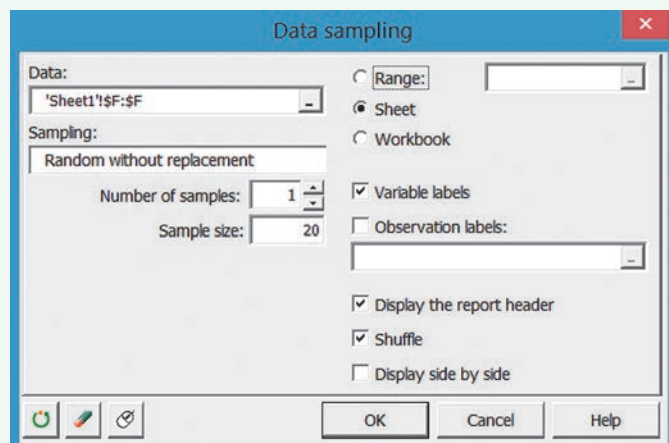 Data sampling
Data:
'Sheet1'!$F:$F
Sampling:
Random without replacement
Number of samples: 1
Sample size: 20
Range:
Sheet
Workbook
Variable labels
Observation labels:
Display the report header
Shuffle
Display side by side
OK
Cancel
Help